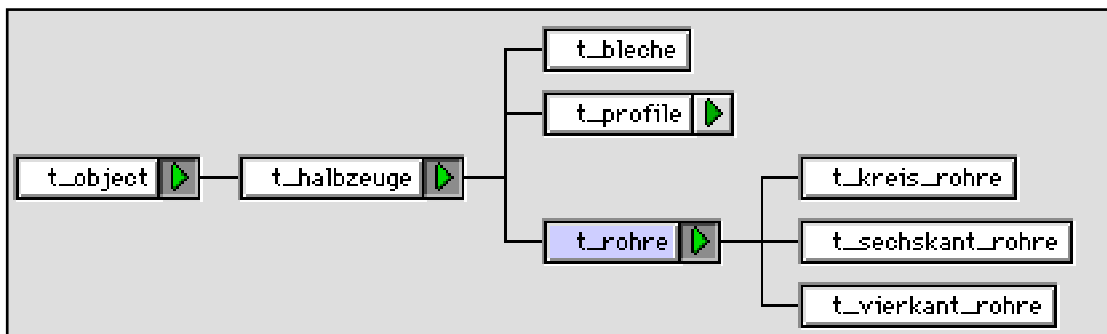 t_object
t_halbzeuge
t_bleche
t_profile
t_rohre
t_kreis_rohre
t_sechskant_rohre
t_vierkant_rohre